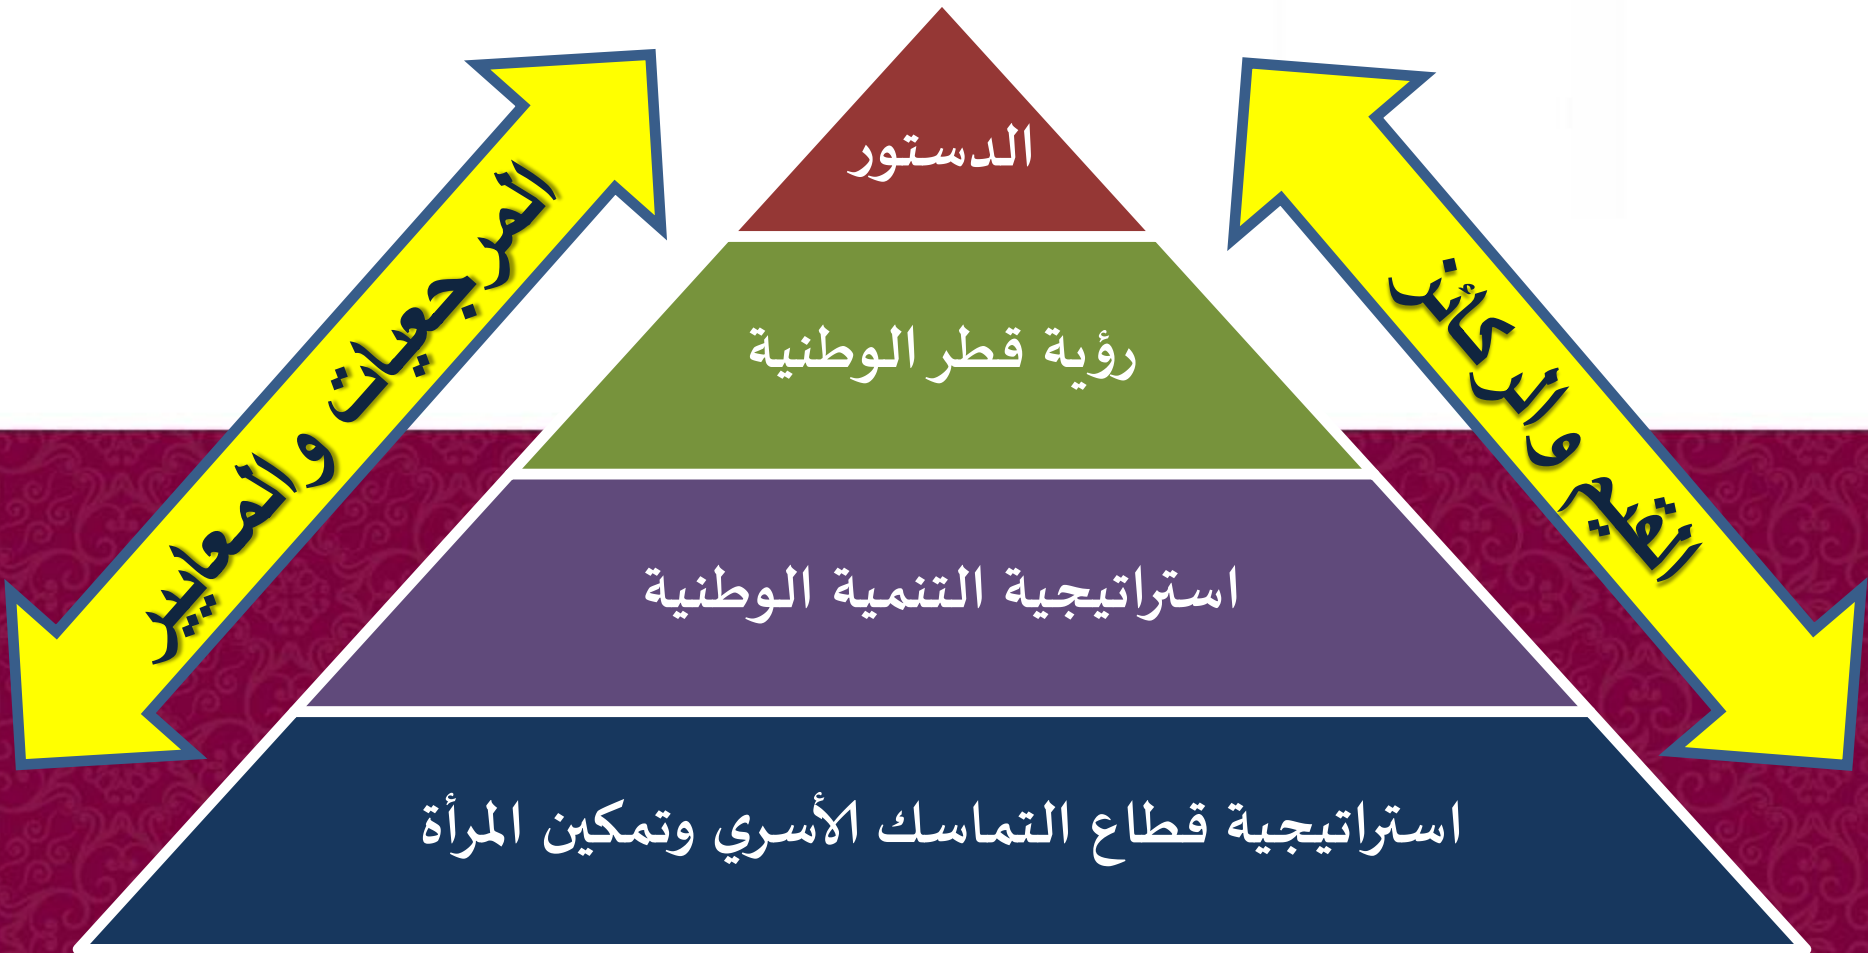 الدستور
رؤية قطر الوطنية
استراتيجية التنمية الوطنية
استراتيجية قطاع التماسك الأسري وتمكين المرأة
القيم والركائز
المرجعيات والمعايير